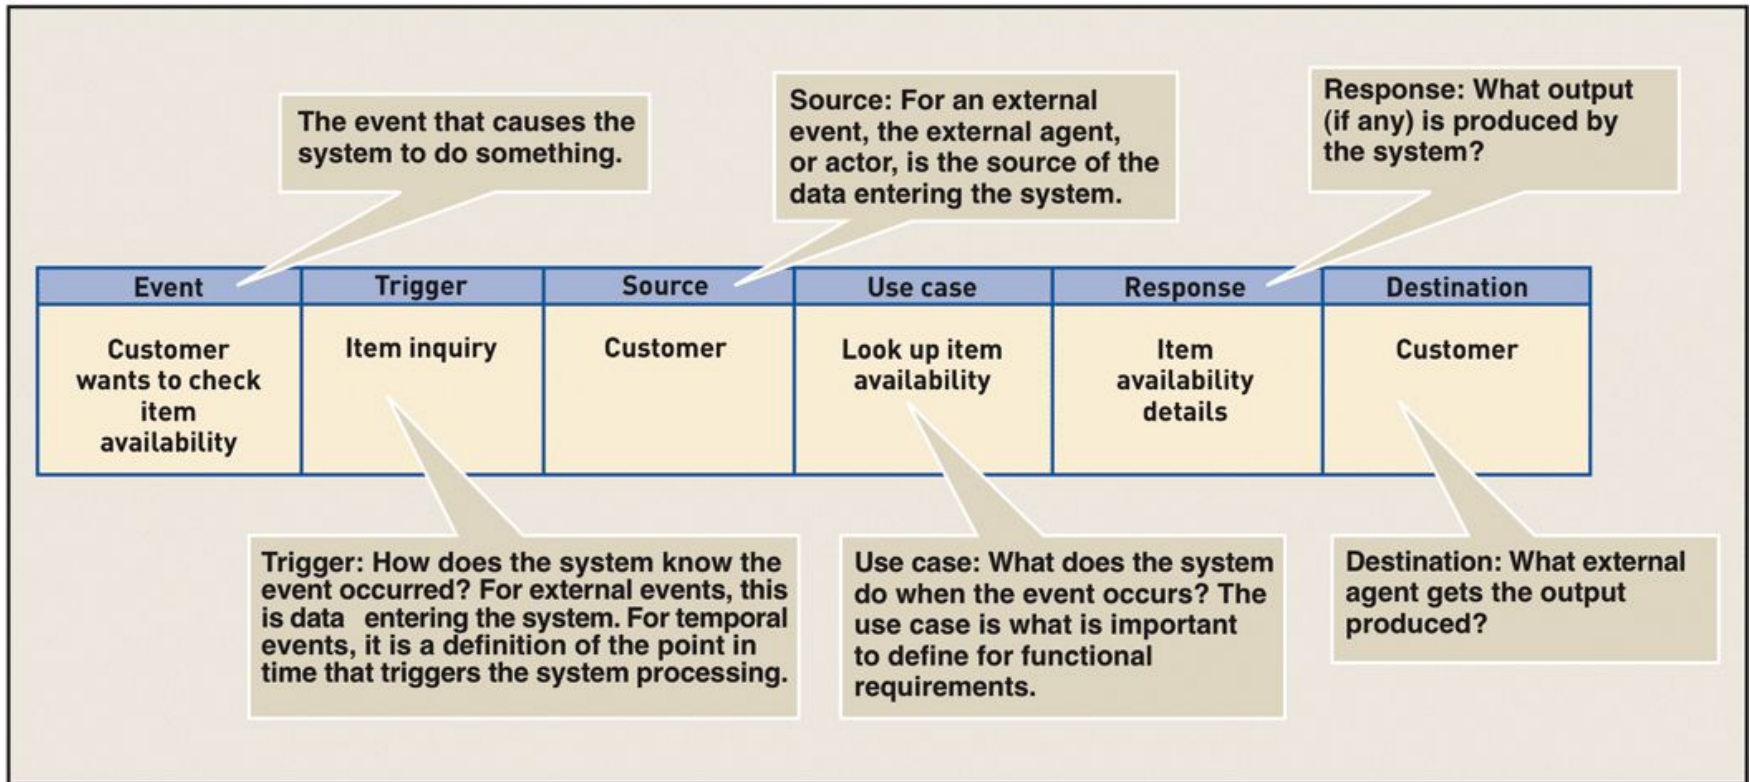 The event that causes the
system to do something.
Source: For an external
event, the external agent,
or actor, is the source of the
data entering the system.
Response: What output
(if any) is produced by
the system?
Event
Trigger
Source
Use case
Response
Destination
Customer
wants to check
item
availability
Item inquiry
Customer
Look up item
availability
Item
availability
details
Customer
Trigger: How does the system know the
event occurred? For external events, this
is data entering the system. For temporal
events, it is a definition of the point in
time that triggers the system processing.
Use case: What does the system
do when the event occurs? The
use case is what is important
to define for functional
requirements.
Destination: What external
agent gets the output
produced?